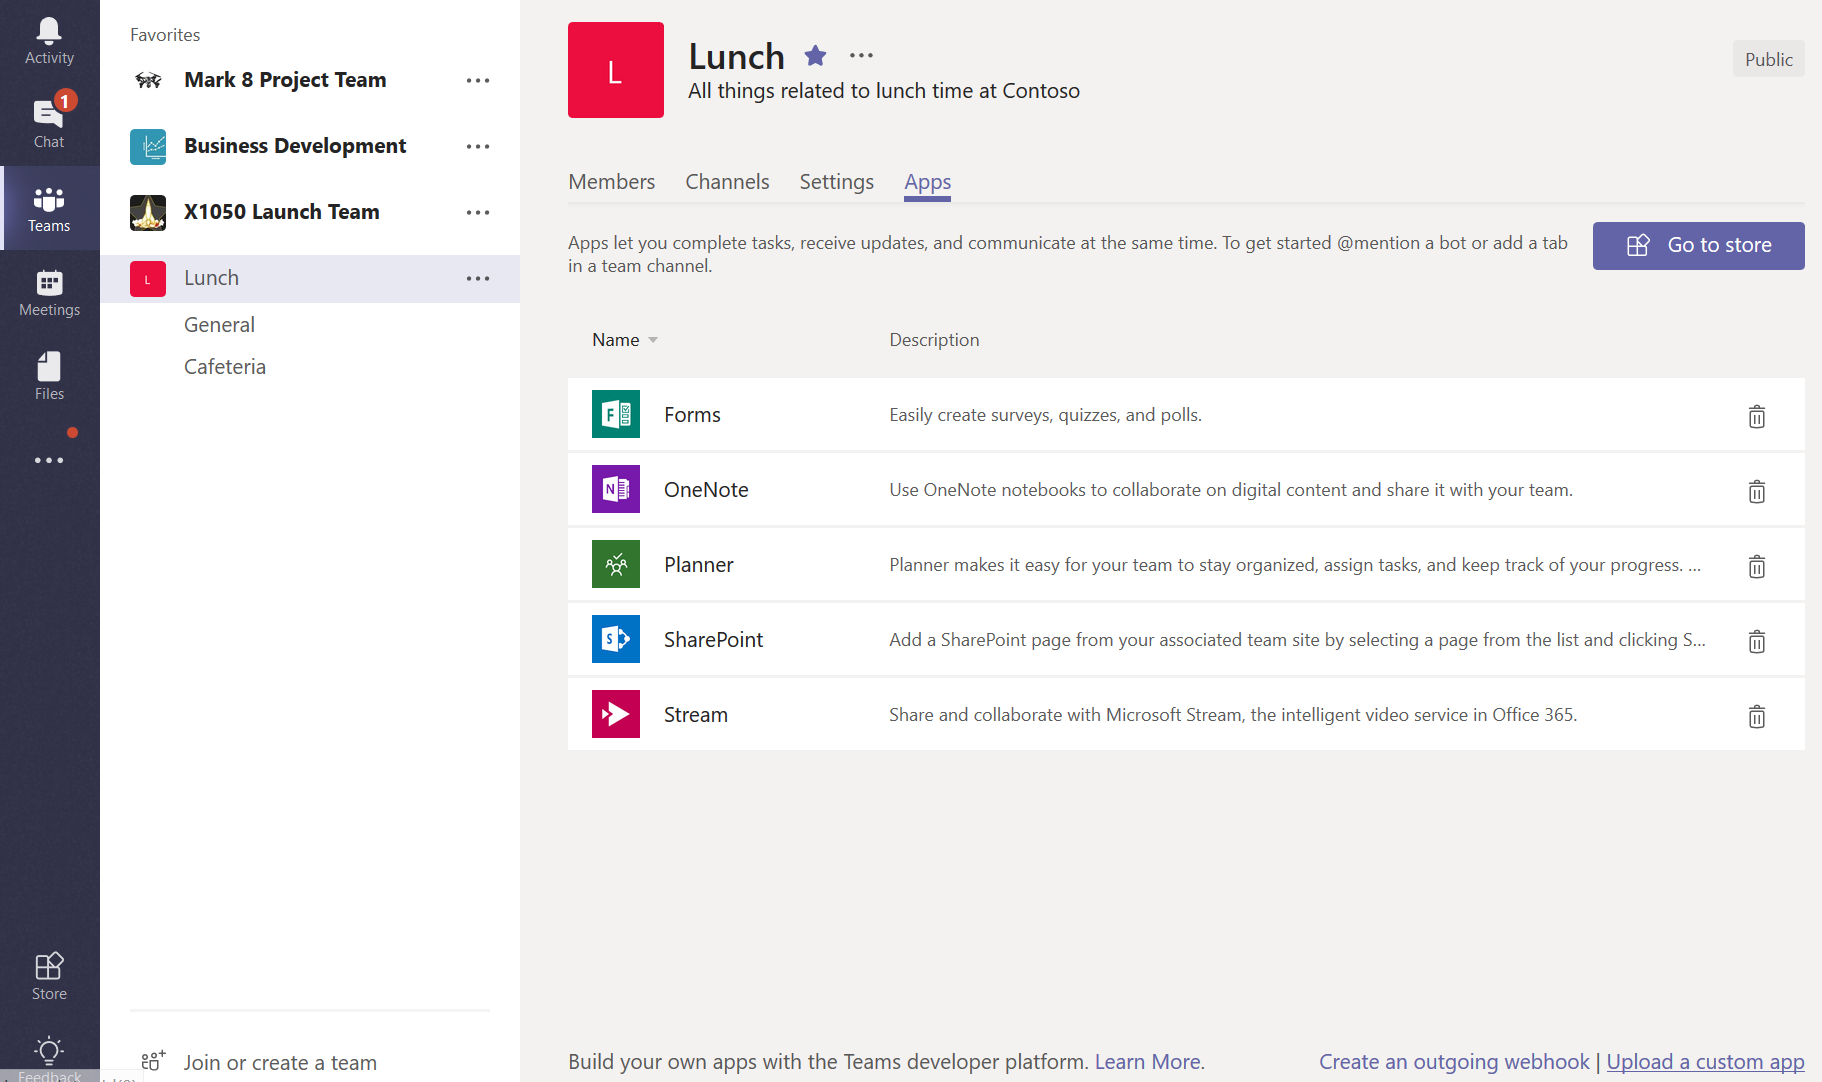 Activity
1
Chat
Teams
Meetings
Files
Store
Feedback
Favorites
Mark 8 Project Team
Business Development
X1050 Launch Team
L
Lunch
General
Cafeteria
Join or create a team
L
Lunch
All things related to lunch time at Contoso
Public
Members
Channels
Settings
Apps
Apps let you complete tasks, receive updates, and communicate at the same time. To get started @mention a bot or add a tab
in a team channel.
Go to store
Name
Description
F
Forms
Easily create surveys, quizzes, and polls.
N
OneNote
Use OneNote notebooks to collaborate on digital content and share it with your team.
Planner
Planner makes it easy for your team to stay organized, assign tasks, and keep track of your progress. ...
S
SharePoint
Add a SharePoint page from your associated team site by selecting a page from the list and clicking S...
Stream
Share and collaborate with Microsoft Stream, the intelligent video service in Office 365.
Build your own apps with the Teams developer platform. Learn More.
Create an outgoing webhook | Upload a custom app